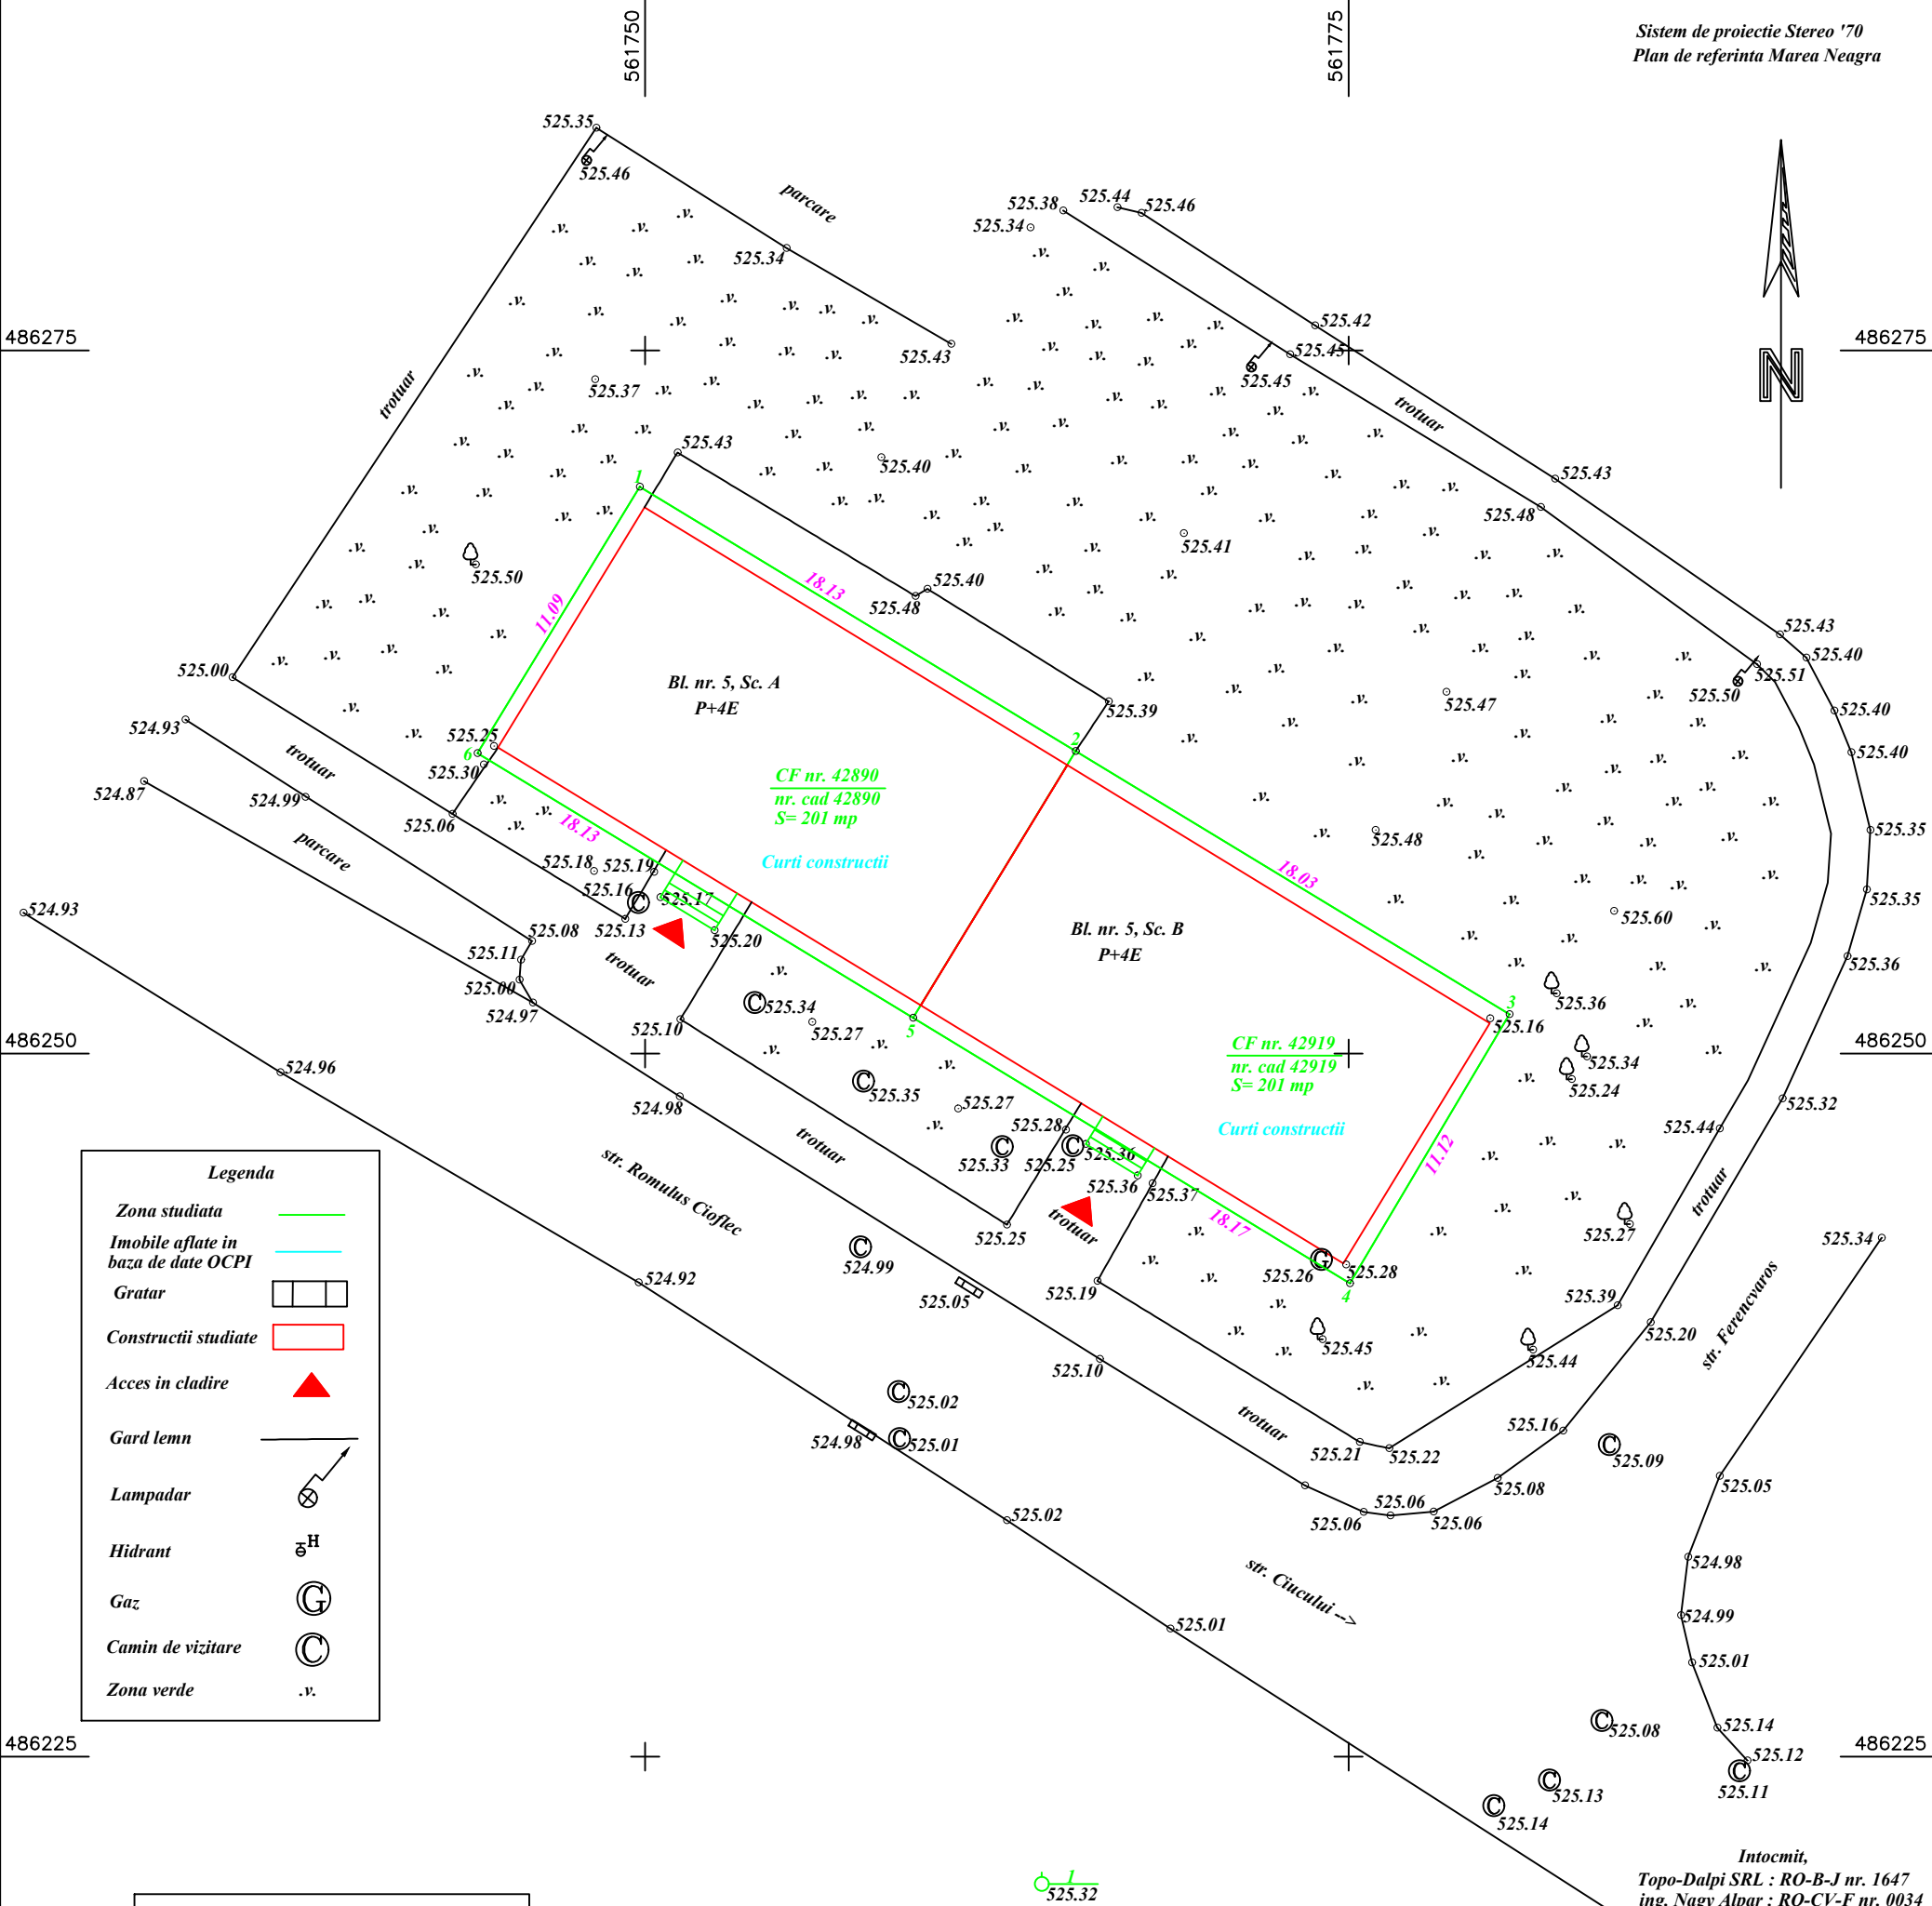 561750
561775
Sistem de proiectie Stereo '70
Plan de referinta Marea Neagra
525.35
525.46
parcare
525.44
525.46
525.38
525.34
525.34
525.42
486275
525.43
525.45
486275
525.45
N
525.37
trotuar
trotuar
525.43
525.40
525.43
1
525.48
525.41
525.50
18.13
525.40
525.48
11.09
525.43
525.40
525.00
Bl. nr. 5, Sc. A
P+4E
525.51
525.50
525.47
525.39
525.40
524.93
525.25
2
6
525.40
trotuar
525.30
CF nr. 42890
nr. cad 42890
S= 201 mp
524.87
524.99
525.06
18.13
525.35
525.48
parcare
525.18
525.19
Curti constructii
18.03
525.16
525.17
525.35
524.93
525.13
525.60
525.08
525.20
Bl. nr. 5, Sc. B
P+4E
525.11
trotuar
525.36
525.00
525.34
525.36
3
524.97
525.10
525.27
5
525.16
486250
CF nr. 42919
nr. cad 42919
S= 201 mp
486250
525.34
524.96
525.35
525.24
524.98
525.27
525.32
525.28
Curti constructii
525.44
trotuar
525.33
525.25
525.36
11.12
str. Romulus Cioflec
525.36
525.37
trotuar
Legenda
Zona studiata
Imobile aflate in
baza de date OCPI
Gratar
Constructii studiate
Acces in cladire
Gard lemn
Lampadar
Hidrant
H
Gaz
G
Camin de vizitare
C
Zona verde
.v.
trotuar
18.17
525.25
525.27
525.34
524.99
G
525.26
525.28
524.92
525.05
525.19
4
525.39
str. Ferencvaros
525.20
525.45
525.44
525.10
525.02
525.16
524.98
525.01
trotuar
525.21
525.22
525.09
525.08
525.05
525.02
525.06
525.06
525.06
524.98
str. Ciucului -->
525.01
524.99
525.01
525.08
525.14
486225
525.12
486225
525.13
525.11
525.14
Intocmit,
Topo-Dalpi SRL : RO-B-J nr. 1647
ing. Nagy Alpar : RO-CV-F nr. 0034
1
525.32